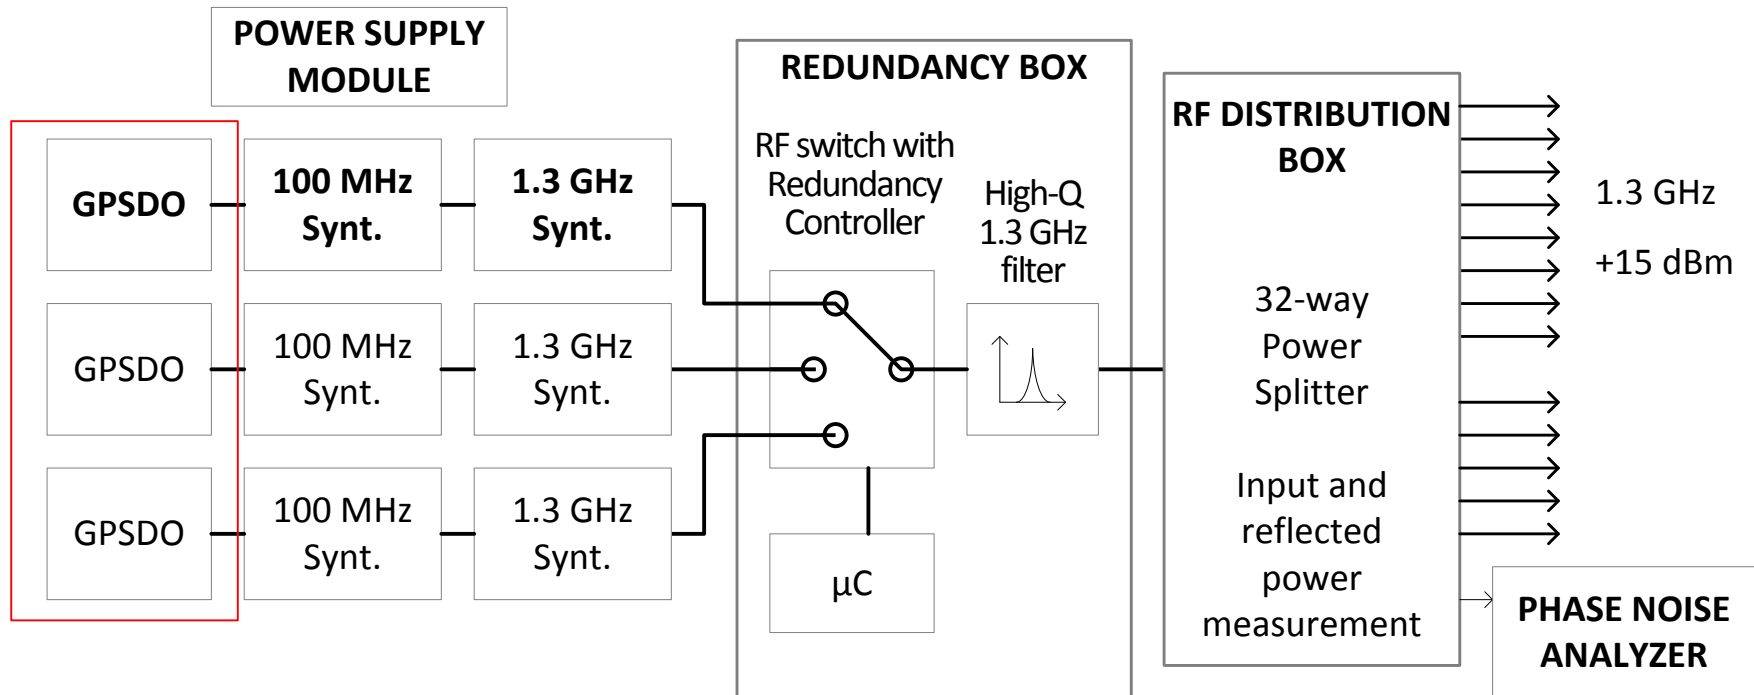 POWER SUPPLY
MODULE
GPSDO
100 MHz
Synt.
1.3 GHz
Synt.
GPSDO
100 MHz
Synt.
1.3 GHz
Synt.
GPSDO
100 MHz
Synt.
1.3 GHz
Synt.
REDUNDANCY BOX
RF switch with
Redundancy
Controller
High-Q
1.3 GHz
filter
μC
RF DISTRIBUTION
BOX
32-way
Power
Splitter
Input and
reflected
power
measurement
1.3 GHz
+15 dBm
PHASE NOISE
ANALYZER